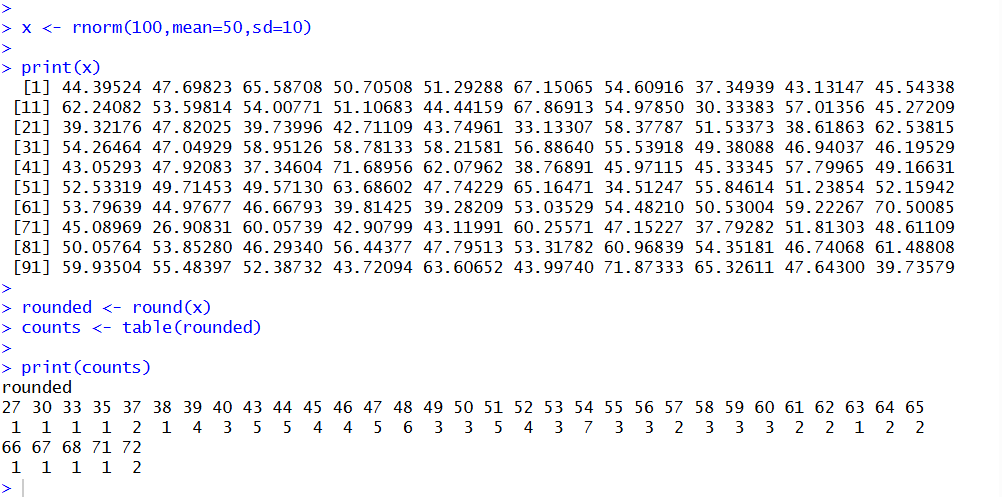 >
> x <- rnorm(100,mean=50,sd=10)
>
> print(x)
  [1] 44.39524 47.69823 65.58708 50.70508 51.29288 67.15065 54.60916 37.34939 43.13147 45.54338
 [11] 62.24082 53.59814 54.00771 51.10683 44.44159 67.86913 54.97850 30.33383 57.01356 45.27209
 [21] 39.32176 47.82025 39.73996 42.71109 43.74961 33.13307 58.37787 51.53373 38.61863 62.53815
 [31] 54.26464 47.04929 58.95126 58.78133 58.21581 56.88640 55.53918 49.38088 46.94037 46.19529
 [41] 43.05293 47.92083 37.34604 71.68956 62.07962 38.76891 45.97115 45.33345 57.79965 49.16631
 [51] 52.53319 49.71453 49.57130 63.68602 47.74229 65.16471 34.51247 55.84614 51.23854 52.15942
 [61] 53.79639 44.97677 46.66793 39.81425 39.28209 53.03529 54.48210 50.53004 59.22267 70.50085
 [71] 45.08969 26.90831 60.05739 42.90799 43.11991 60.25571 47.15227 37.79282 51.81303 48.61109
 [81] 50.05764 53.85280 46.29340 56.44377 47.79513 53.31782 60.96839 54.35181 46.74068 61.48808
 [91] 59.93504 55.48397 52.38732 43.72094 63.60652 43.99740 71.87333 65.32611 47.64300 39.73579
>
> rounded <- round(x)
> counts <- table(rounded)
>
> print(counts)
rounded
27 30 33 35 37 38 39 40 43 44 45 46 47 48 49 50 51 52 53 54 55 56 57 58 59 60 61 62 63 64 65
 1  1  1  1  2  1  4  3  5  5  4  4  5  6  3  3  5  4  3  7  3  3  2  3  3  3  2  2  1  2  2
66 67 68 71 72
 1  1  1  1  2
>